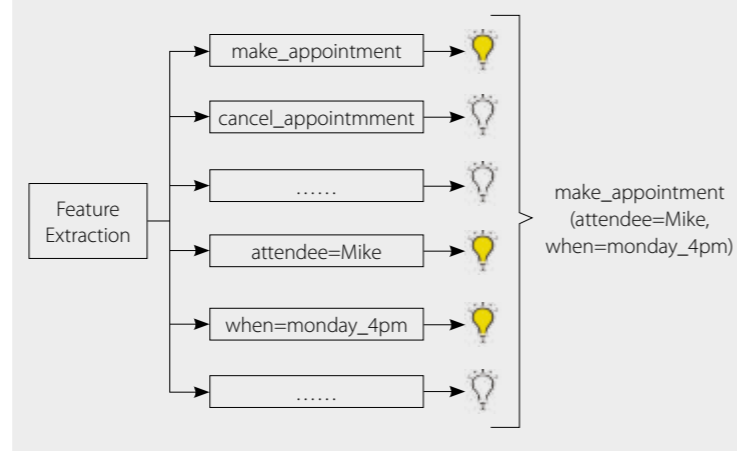 make_appointment
cancel_appointmment
......
Feature
Extraction
attendee=Mike
when=monday_4pm
......
make_appointment
(attendee=Mike,
when=monday_4pm)